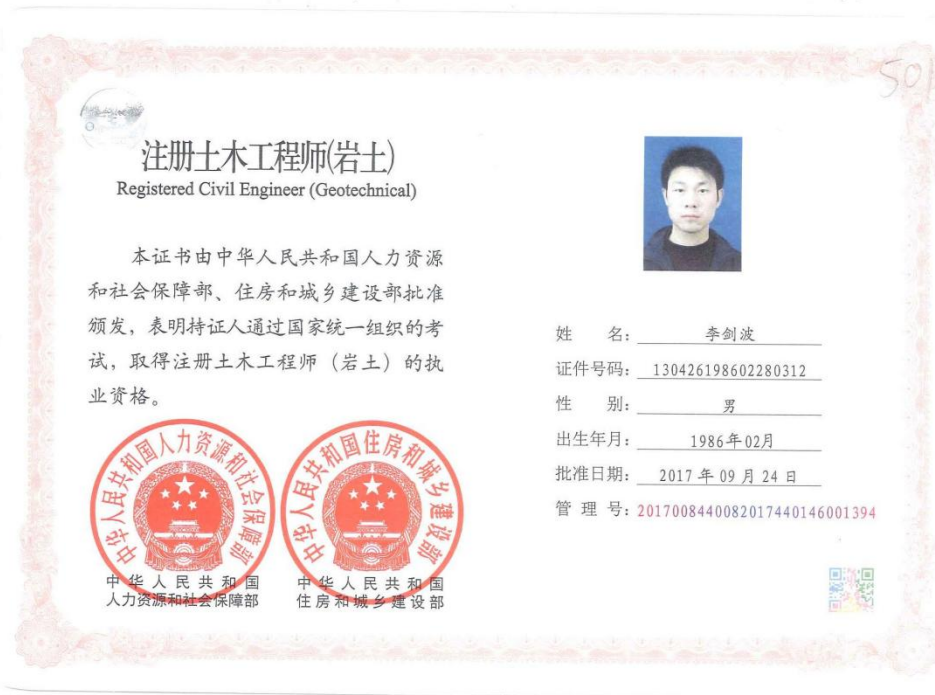 501
注册土木工程师(岩土)
Registered Civil Engineer (Geotechnical)
本证书由中华人民共和国人力资源
和社会保障部、住房和城乡建设部批准
颁发，表明持证人通过国家统一组织的考
试，取得注册土木工程师（岩土）的执
业资格。
中华人民共和国人力资源和社会保障部
中华人民共和国住房和城乡建设部
中华人民共和国
人力资源和社会保障部
中华人民共和国
住房和城乡建设部
姓 名：李剑波
证件号码：130426198602280312
性 别：男
出生年月：1986年02月
批准日期：2017年09月24日
管理号：2017008440082017440146001394